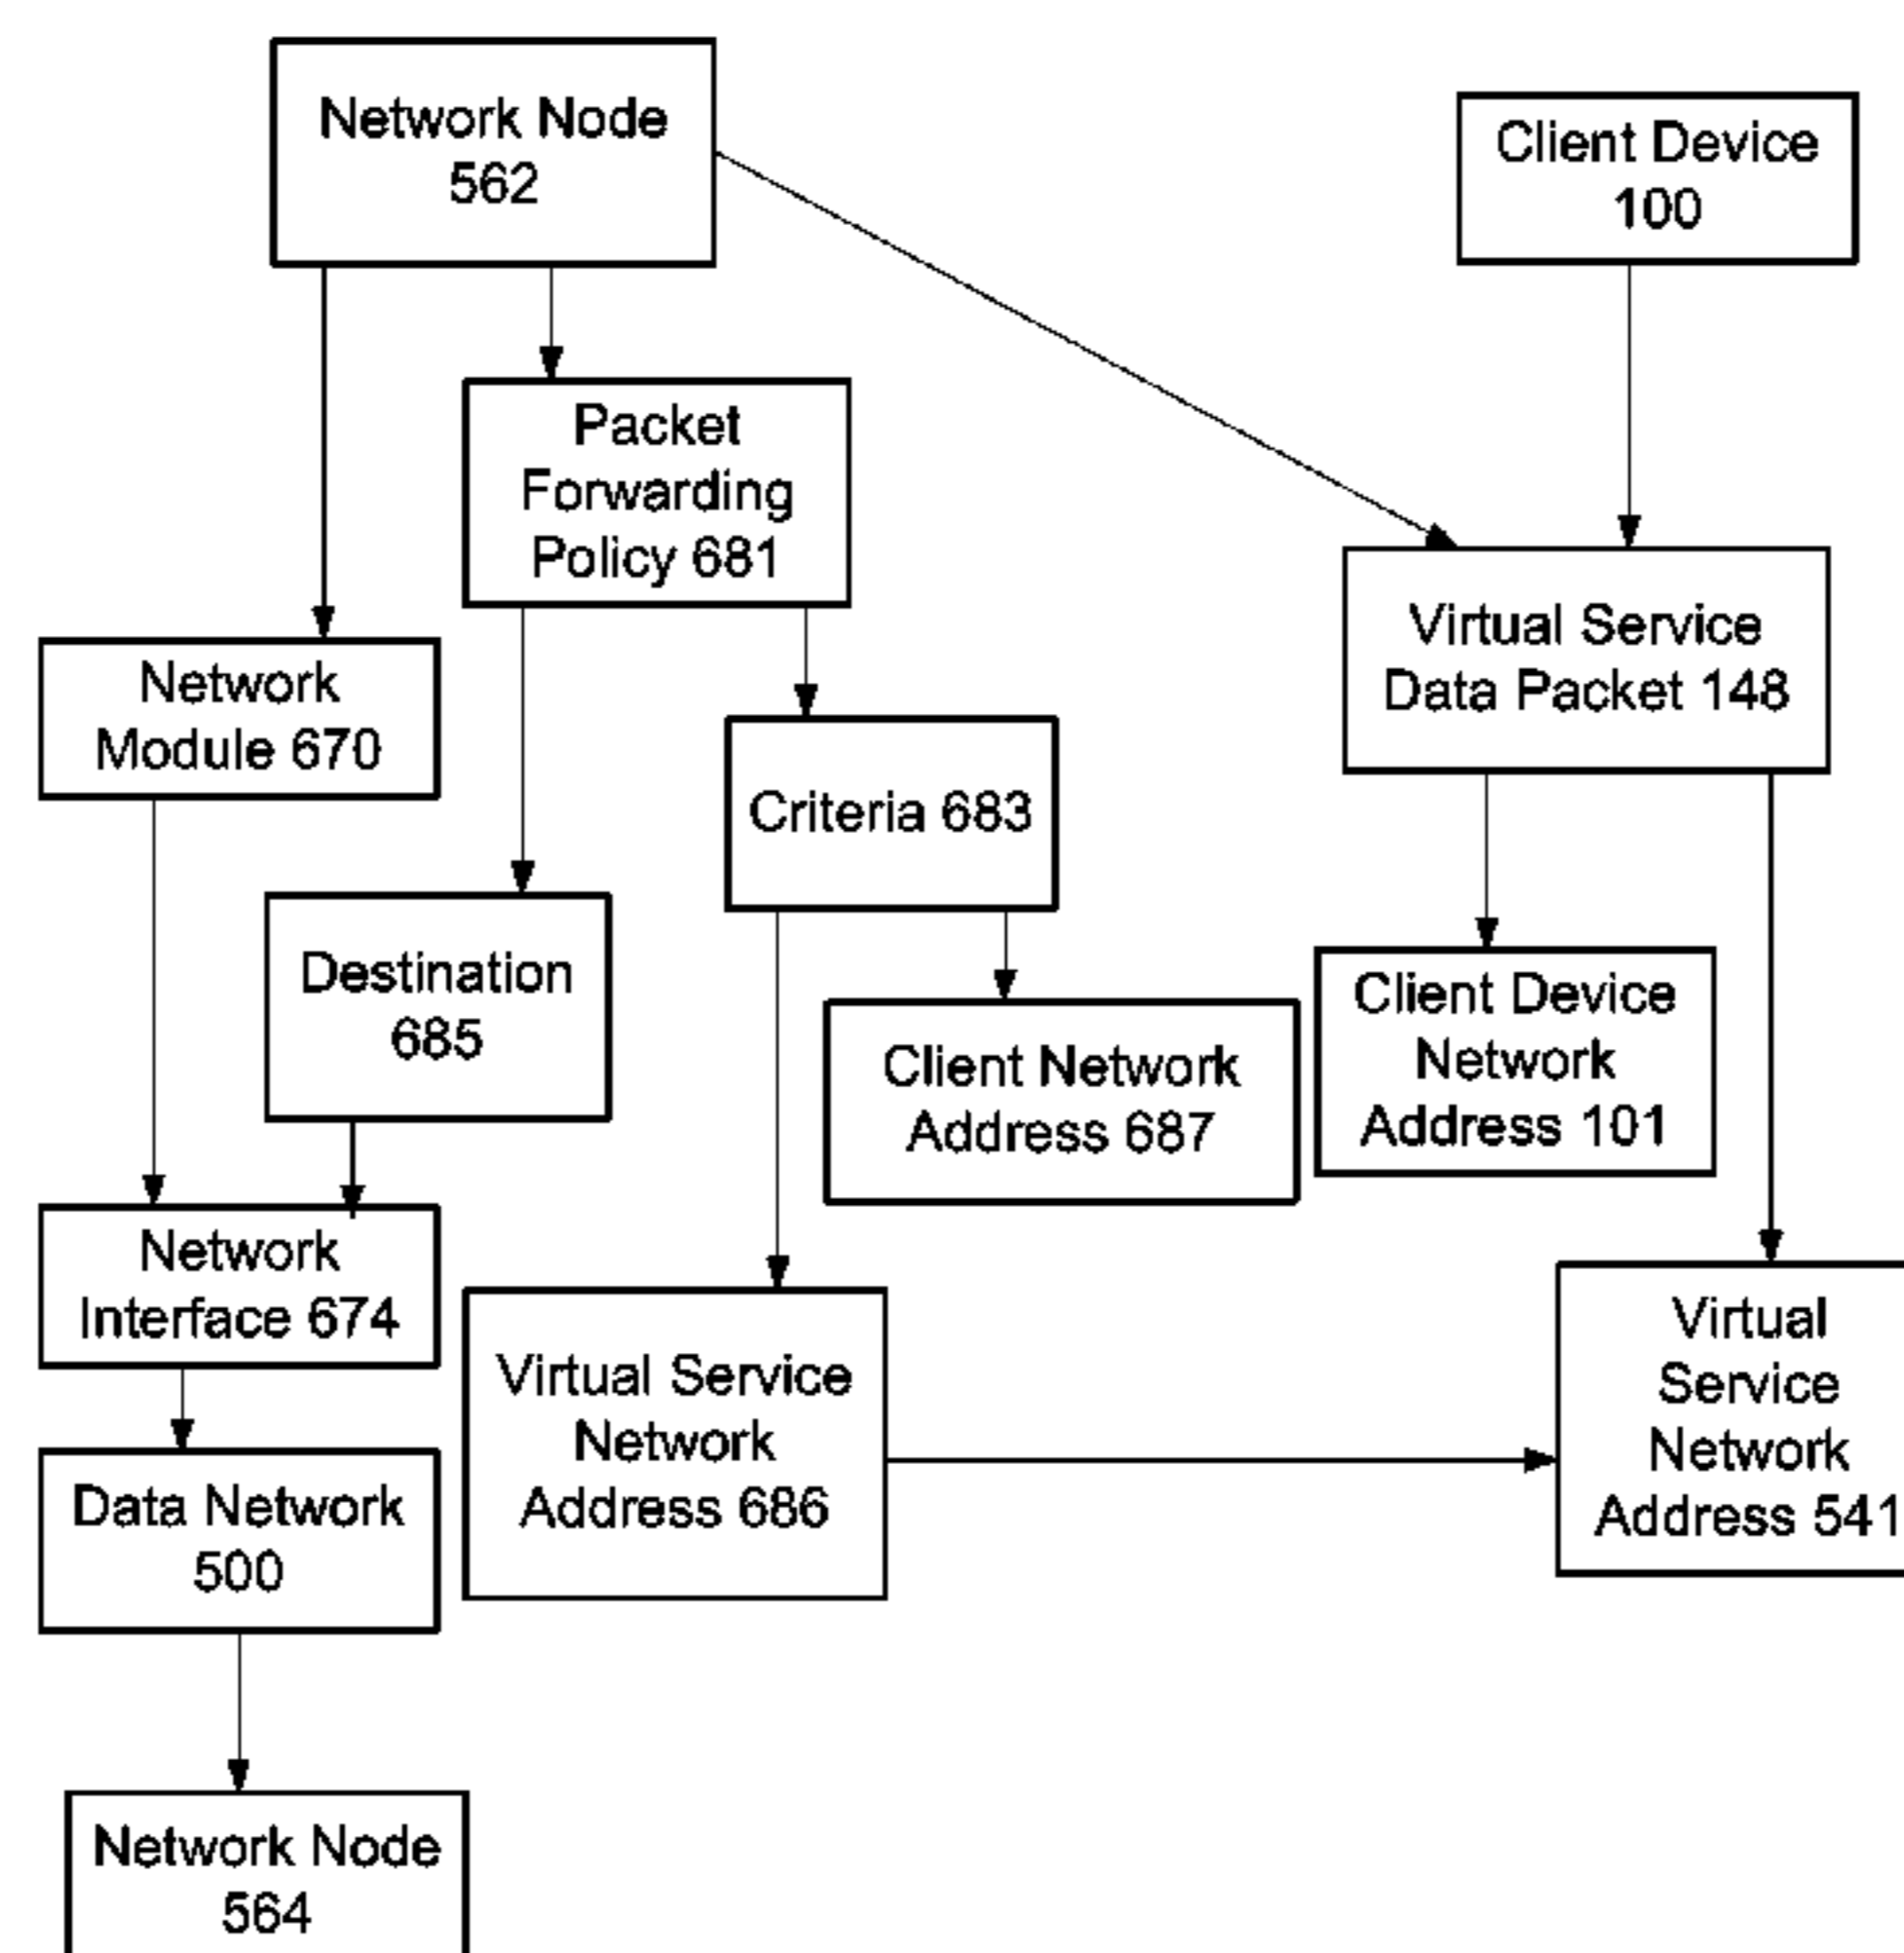 Network Node
562
Client Device
100
Packet
Forwarding
Policy 681
Virtual Service
Data Packet 148
Network
Module 670
Criteria 683
Destination
685
Client Device
Network
Address 101
Client Network
Address 687
Network
Interface 674
Virtual Service
Network
Address 686
Virtual
Service
Network
Address 541
Data Network
500
Network Node
564